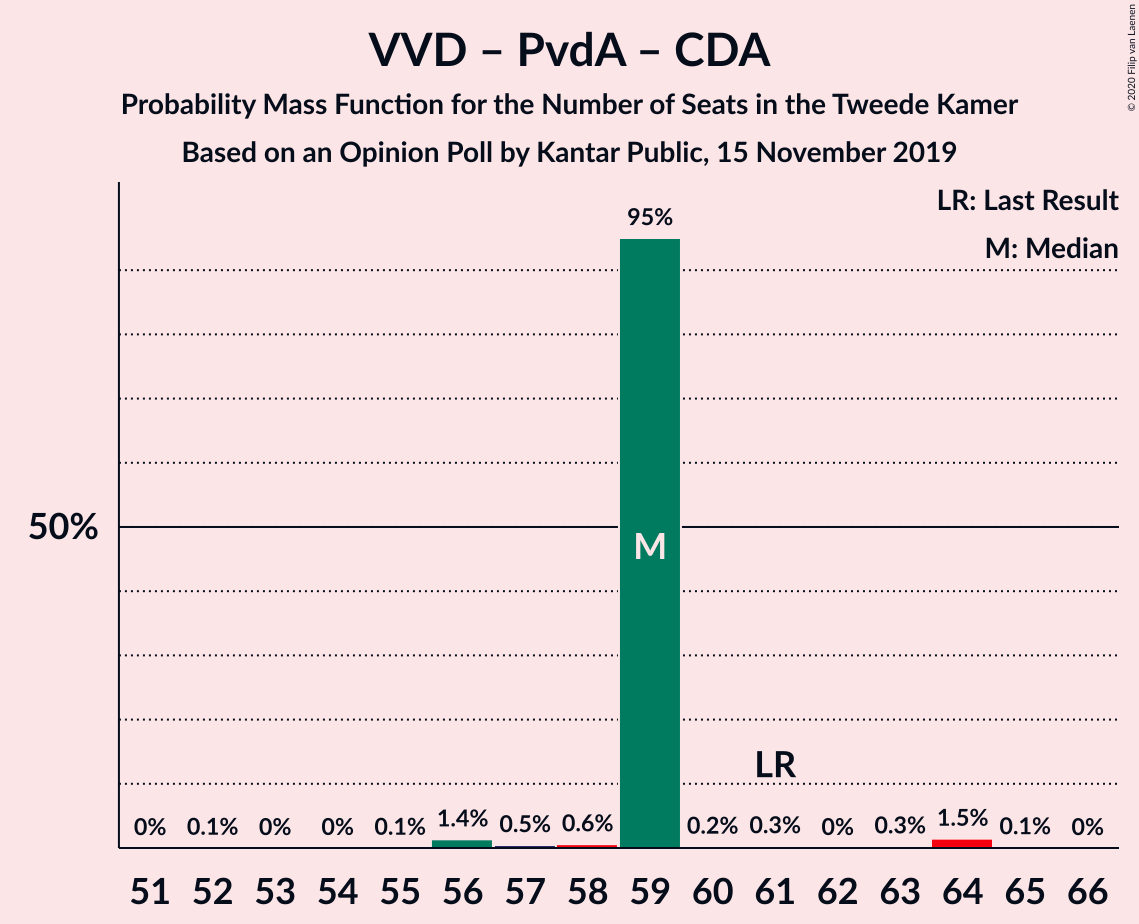 VVD – PvdA – CDA
Probability Mass Function for the Number of Seats in the Tweede Kamer
Based on an Opinion Poll by Kantar Public, 15 November 2019
© 2020 Filip van Laenen
LR: Last Result
M: Median
95%
50%
M
LR
0% 0.1% 0% 0% 0.1% 1.4% 0.5% 0.6% 0.2% 0.3% 0% 0.3% 1.5% 0.1% 0%
51 52 53 54 55 56 57 58 59 60 61 62 63 64 65 66